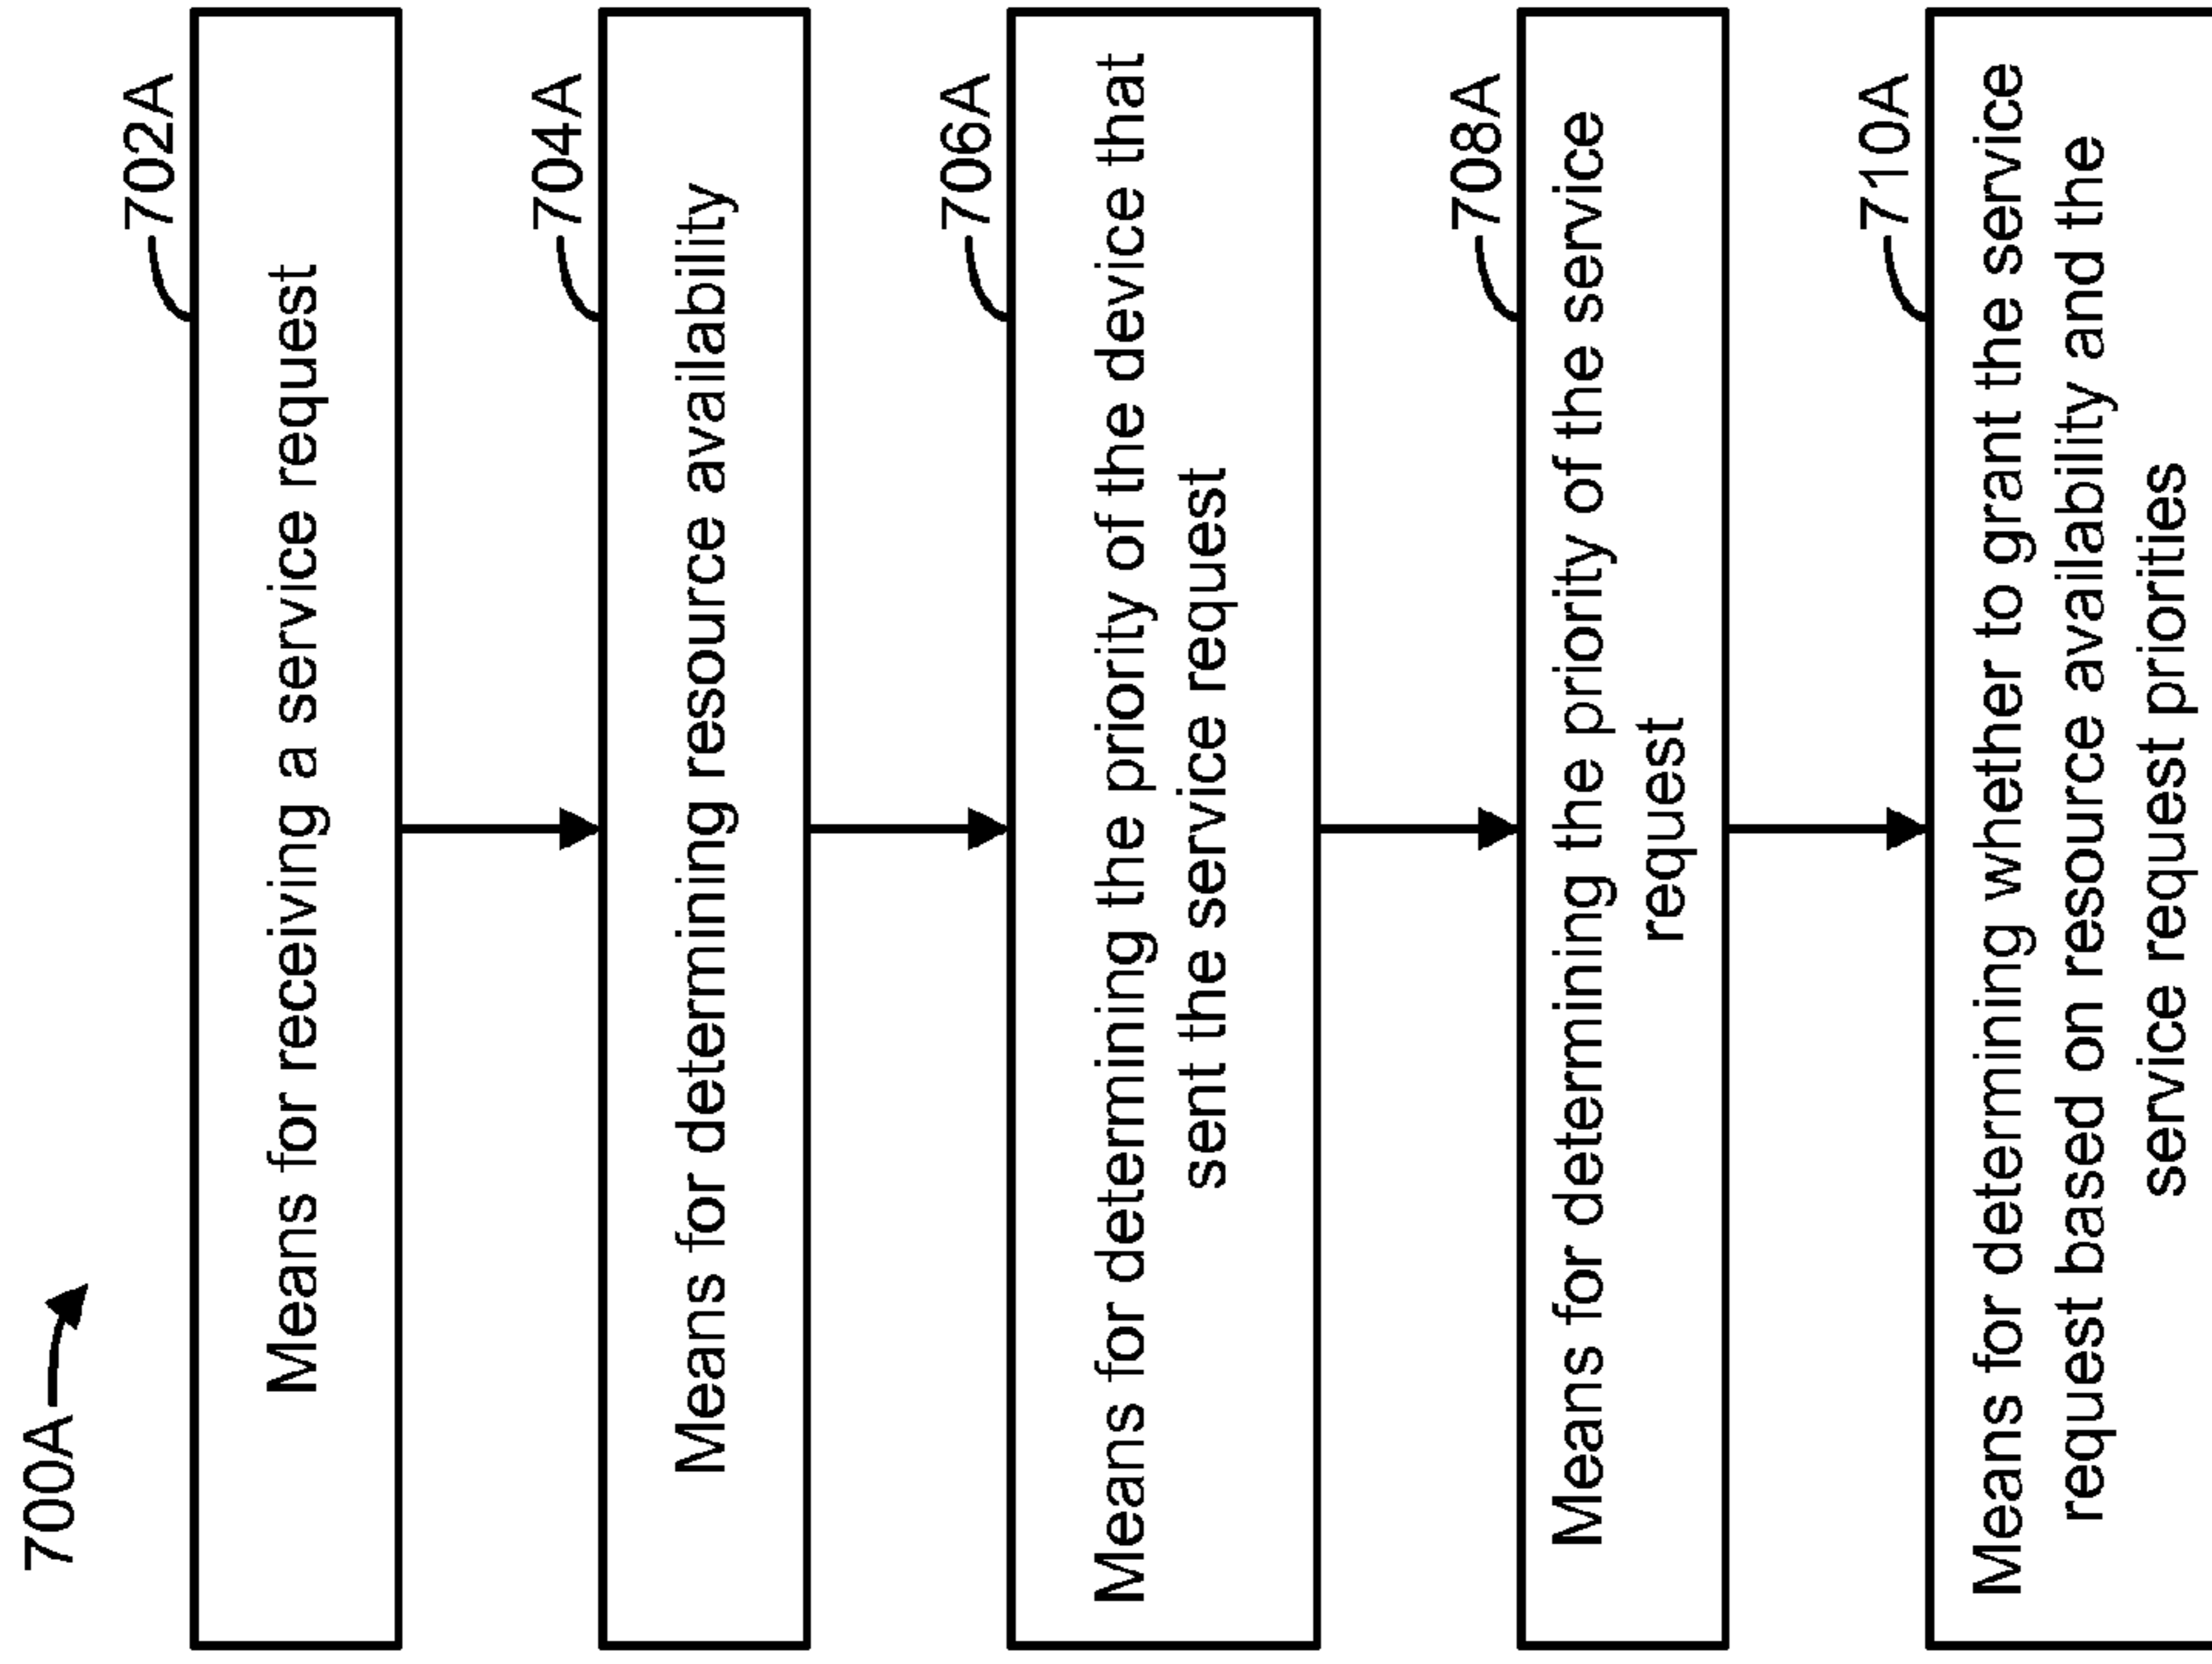 700A
702A
Means for receiving a service request
704A
Means for determining resource availability
706A
Means for determining the priority of the device that
sent the service request
708A
Means for determining the priority of the service
request
710A
Means for determining whether to grant the service
request based on resource availability and the
service request priorities